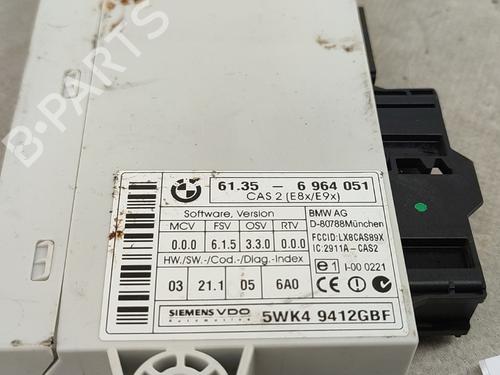 B-PARTS
61.35 - 6 964 051
CAS 2 (E8x/E9x)
Software, Version
MCV FSV OSV RTV
0.0.0 6.1.5 3.3.0 0.0.0
HW./SW.-/Cod.-/Diag.-Index
03 21.1 05 6A0
BMW AG
D-80788München
FCCID:LX8CAS89X
IC:2911A-CAS2
e1 I-00 0221
CE
SIEMENS VDO
Automotive
5WK4 9412GBF